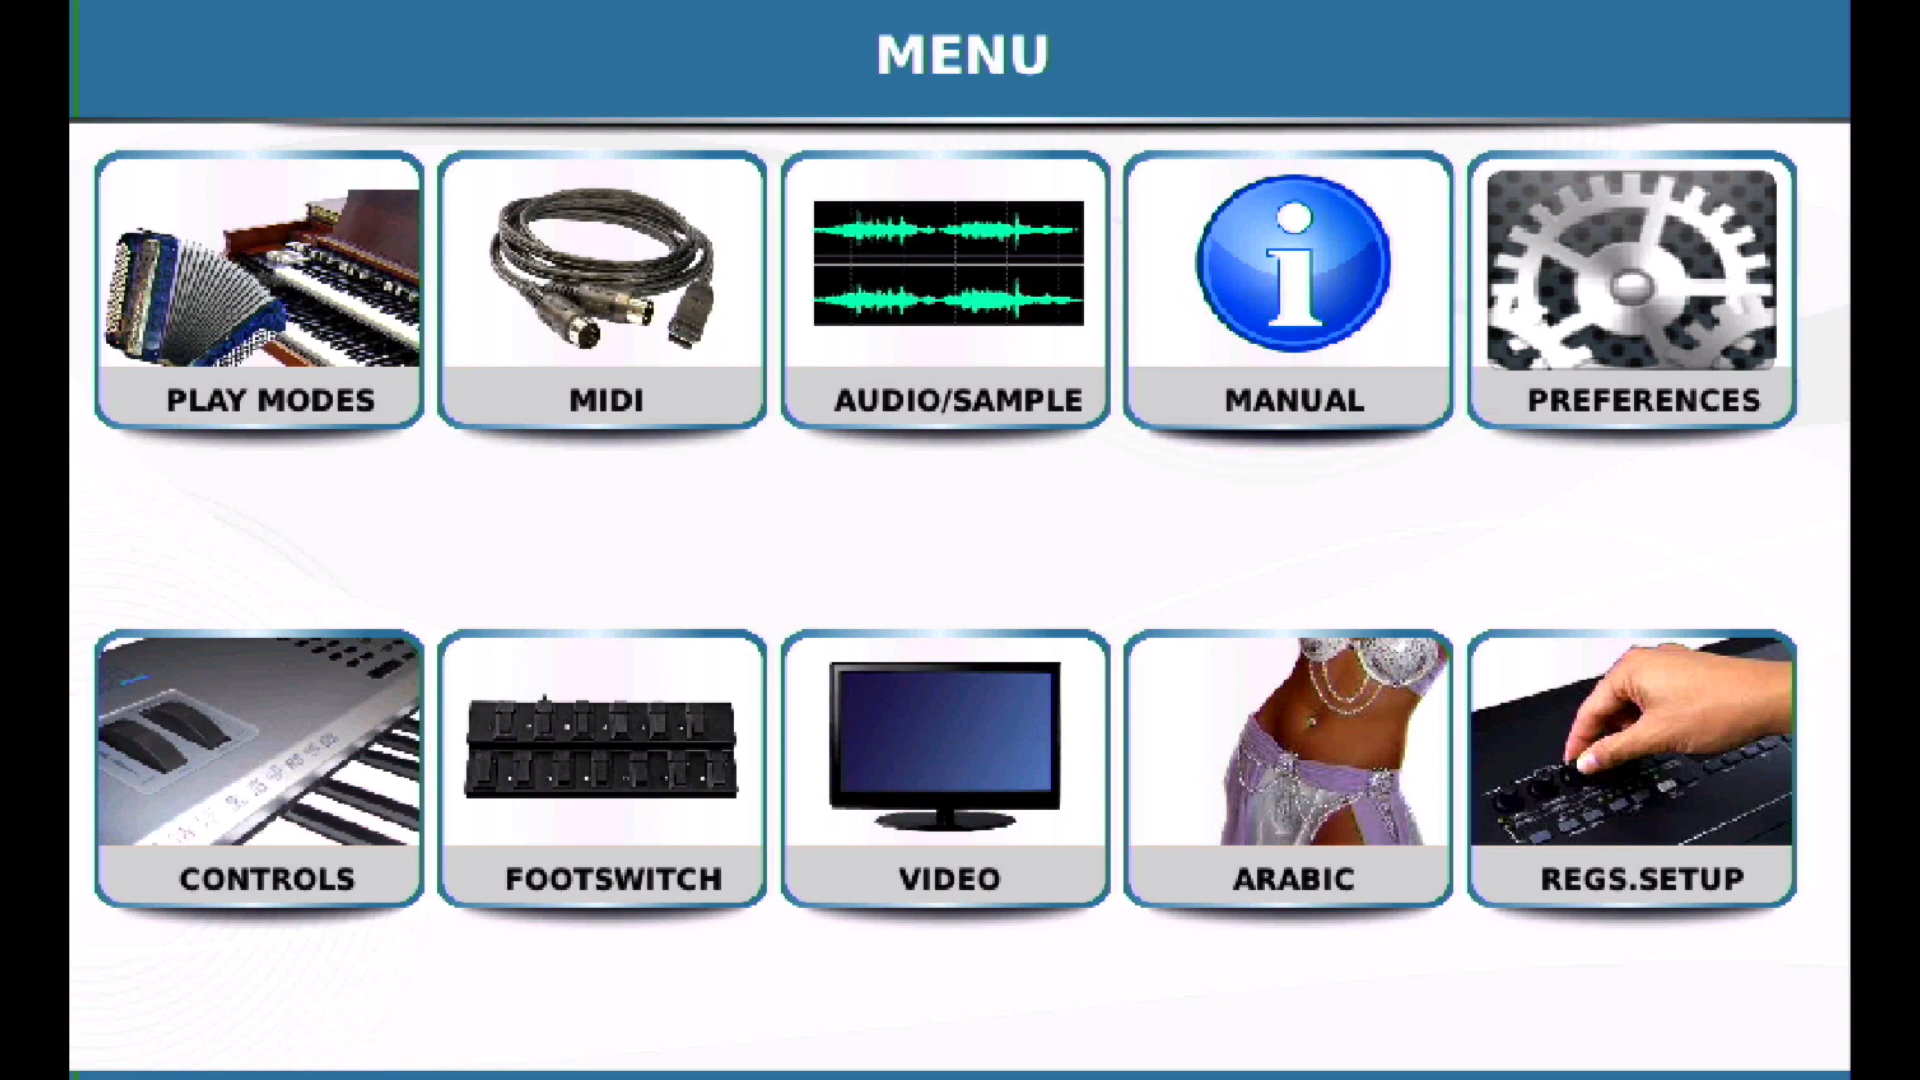 MENU
PLAY MODES
MIDI
AUDIO/SAMPLE
MANUAL
PREFERENCES
CONTROLS
FOOTSWITCH
VIDEO
ARABIC
REGS.SETUP